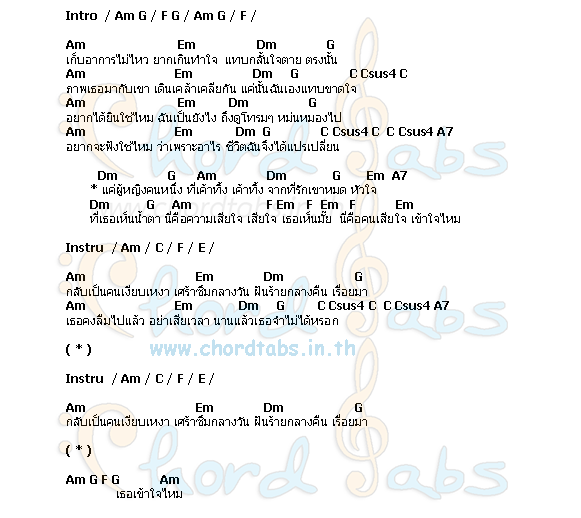 Intro / Am G / F G / Am G / F /
Am Em Dm G
เก็บอาการไม่ไหว ยากเกินทำใจ แทบกลั้นใจตาย ตรงนั้น
Am Em Dm G C Csus4 C
ภาพเธอมากับเขา เดินเคล้าเคลียกัน แค่นั้นฉันเองแทบขาดใจ
Am Em Dm G
อยากได้ยินใช่ไหม ฉันเป็นยังไง ถึงดูโทรมๆ หม่นหมองไป
Am Em Dm G C Csus4 C C Csus4 A7
อยากจะฟังใช่ไหม ว่าเพราะอาไร ชีวิตฉันจึงได้แปรเปลี่ยน
Dm G Am Dm G Em A7
* แค่ผู้หญิงคนหนึ่ง ที่เค้าทิ้ง เค้าทิ้ง จากที่รักเขาหมด หัวใจ
Dm G Am F Em F Em F Em
ที่เธอเห็นน้ำตา นี่คือความเสียใจ เสียใจ เธอเห็นมั๊ย นี่คือคนเสียใจ เข้าใจไหม
Instru / Am / C / F / E /
Am Em Dm G
กลับเป็นคนเงียบเหงา เศร้าซึมกลางวัน ฝันร้ายกลางคืน เรื่อยมา
Am Em Dm G C Csus4 C C Csus4 A7
เธอคงลืมไปแล้ว อย่าเสียเวลา นานแล้วเธอจำไม่ได้หรอก
( * )
www.chordtabs.in.th
Instru / Am / C / F / E /
Am Em Dm G
กลับเป็นคนเงียบเหงา เศร้าซึมกลางวัน ฝันร้ายกลางคืน เรื่อยมา
( * )
Am G F G Am
เธอเข้าใจไหม